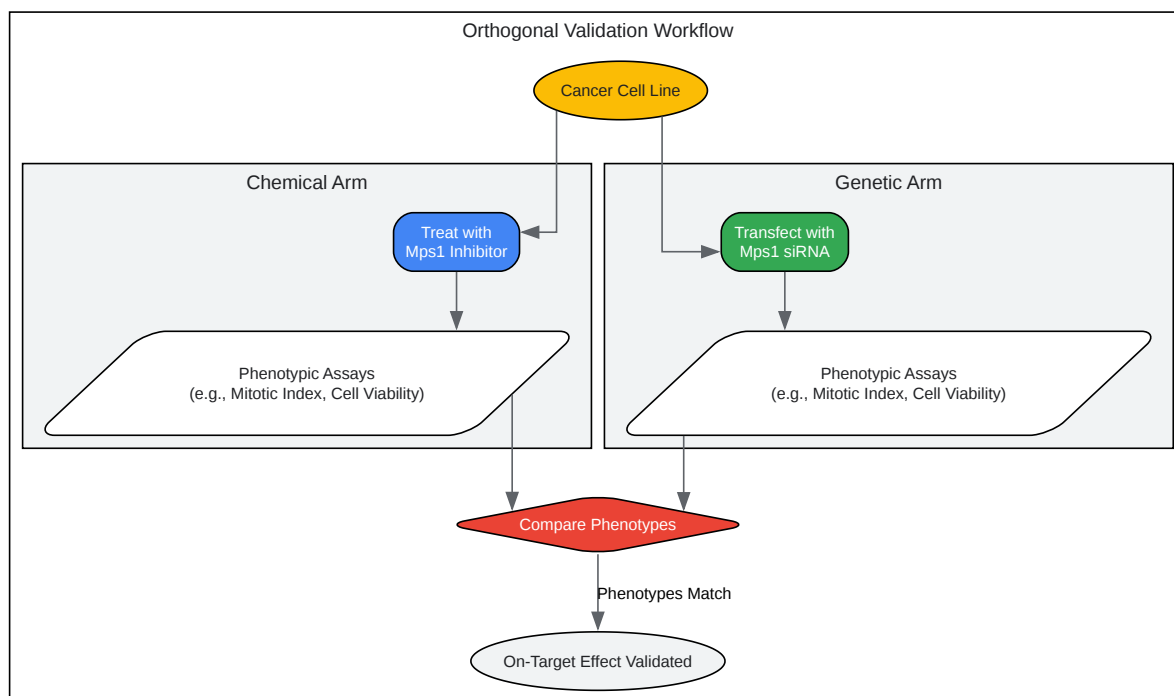 Orthogonal Validation Workflow
Cancer Cell Line
Chemical Arm
Treat with
Mps1 Inhibitor
Phenotypic Assays
(e.g., Mitotic Index, Cell Viability)
Genetic Arm
Transfect with
Mps1 siRNA
Phenotypic Assays
(e.g., Mitotic Index, Cell Viability)
Compare Phenotypes
Phenotypes Match
On-Target Effect Validated